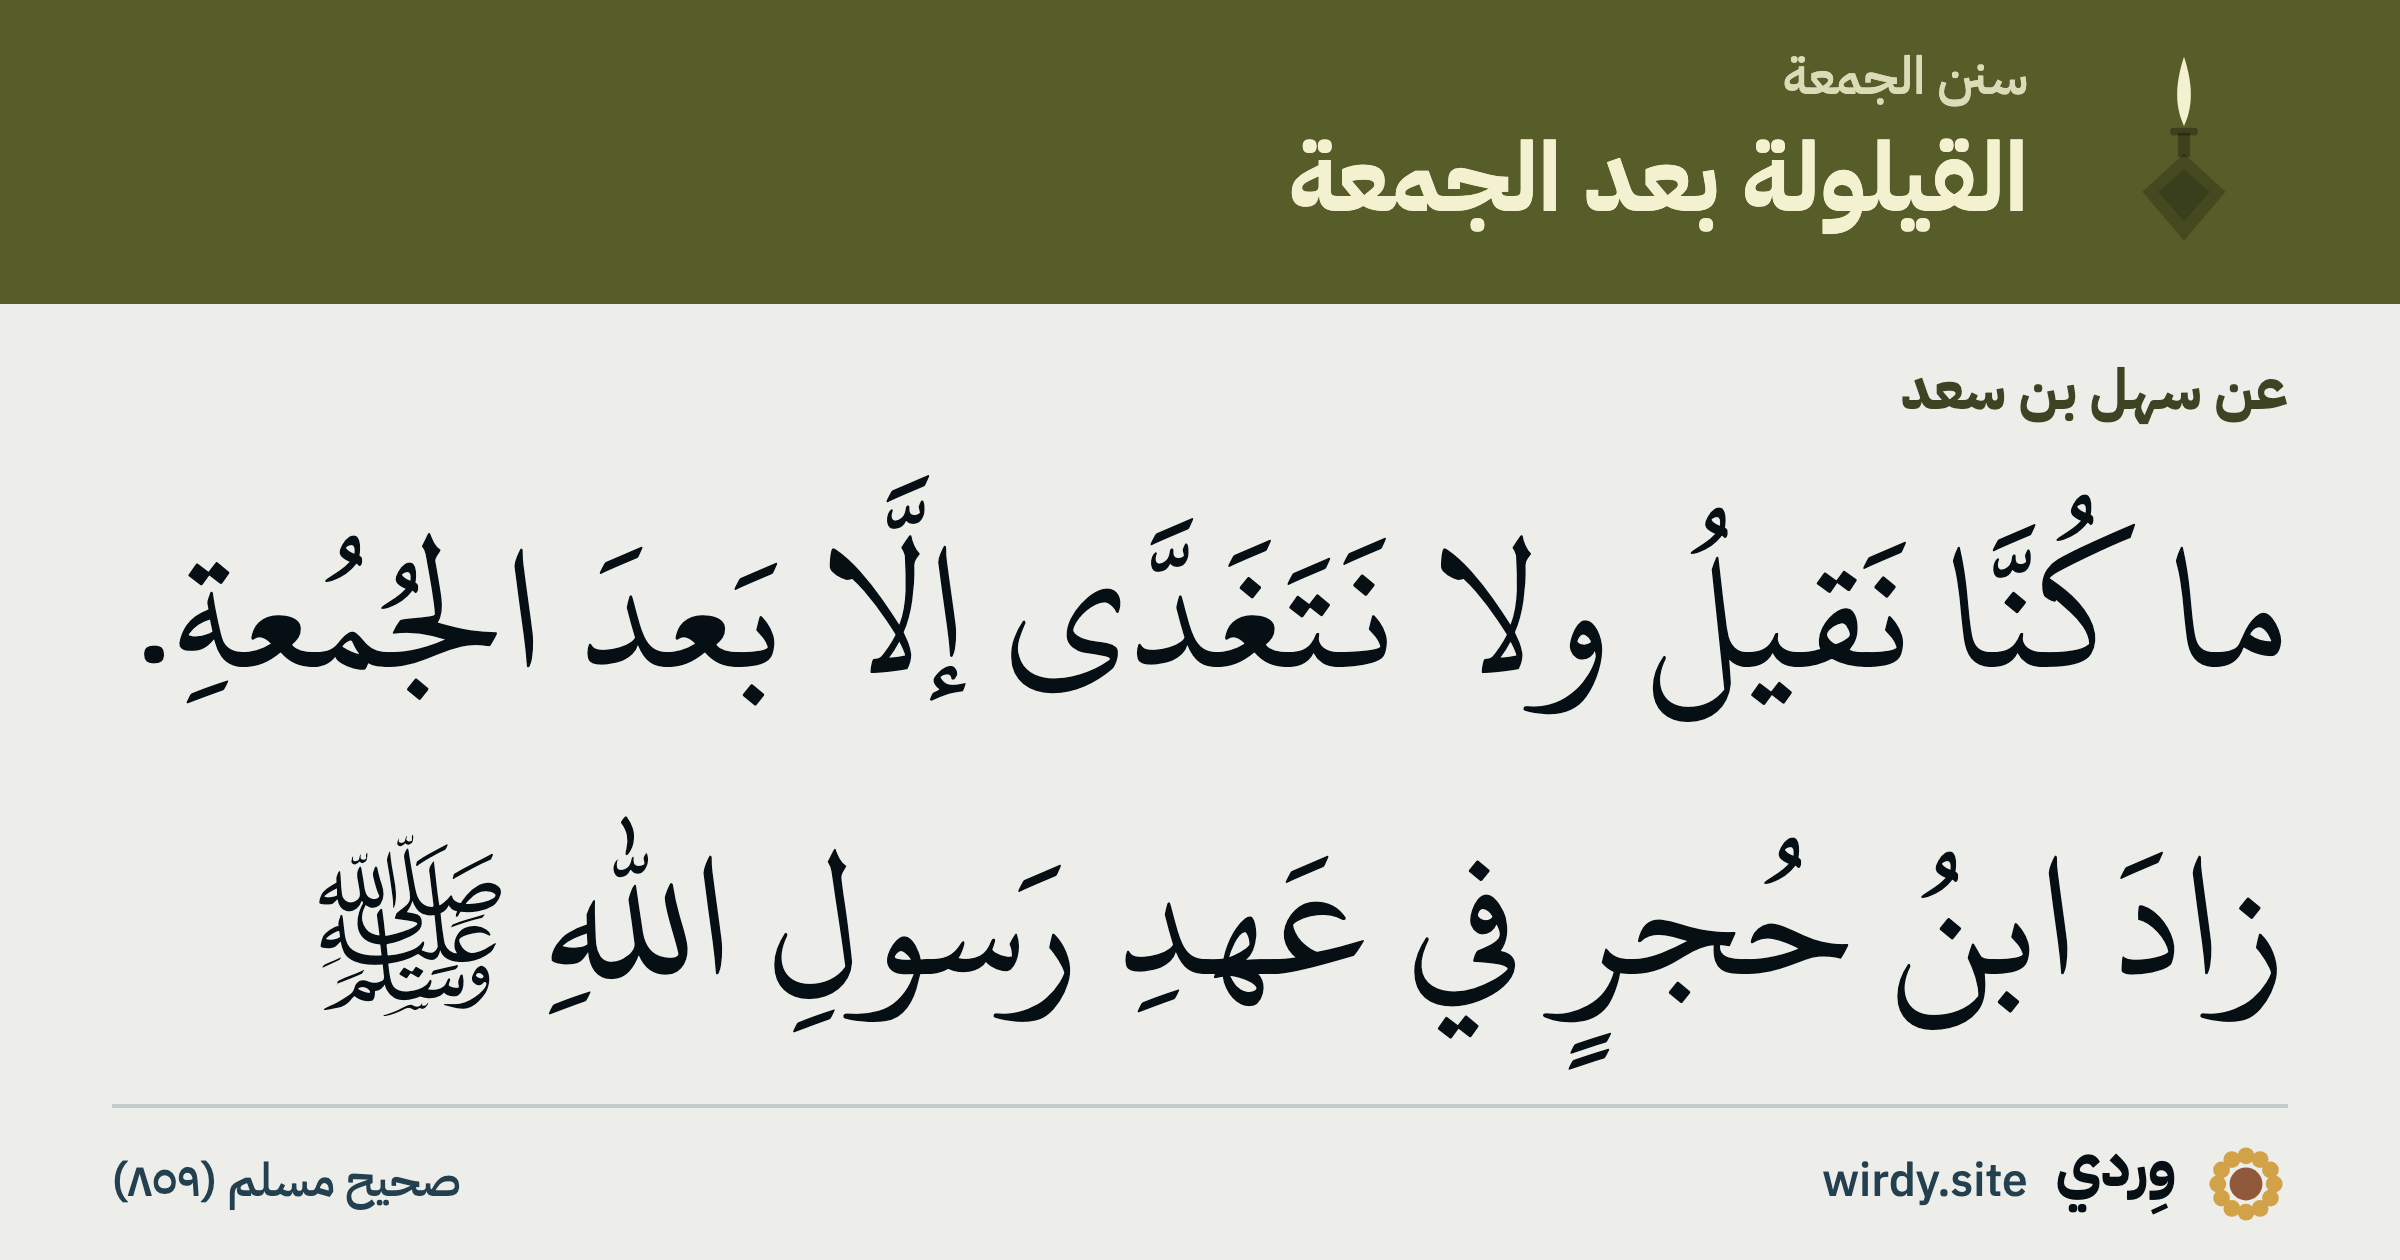 سنن الجمعة
القيلولة بعد الجمعة
عن سهل بن سعد
ما كُنَّا نَقيلُ ولا نَتَغَدَّى إلَّا بَعدَ الجُمُعةِ.
زادَ ابنُ حُجرٍ في عَهدِ رَسولِ اللهِ ﷺ
وِردي wirdy.site
صحيح مسلم (٨٥٩)